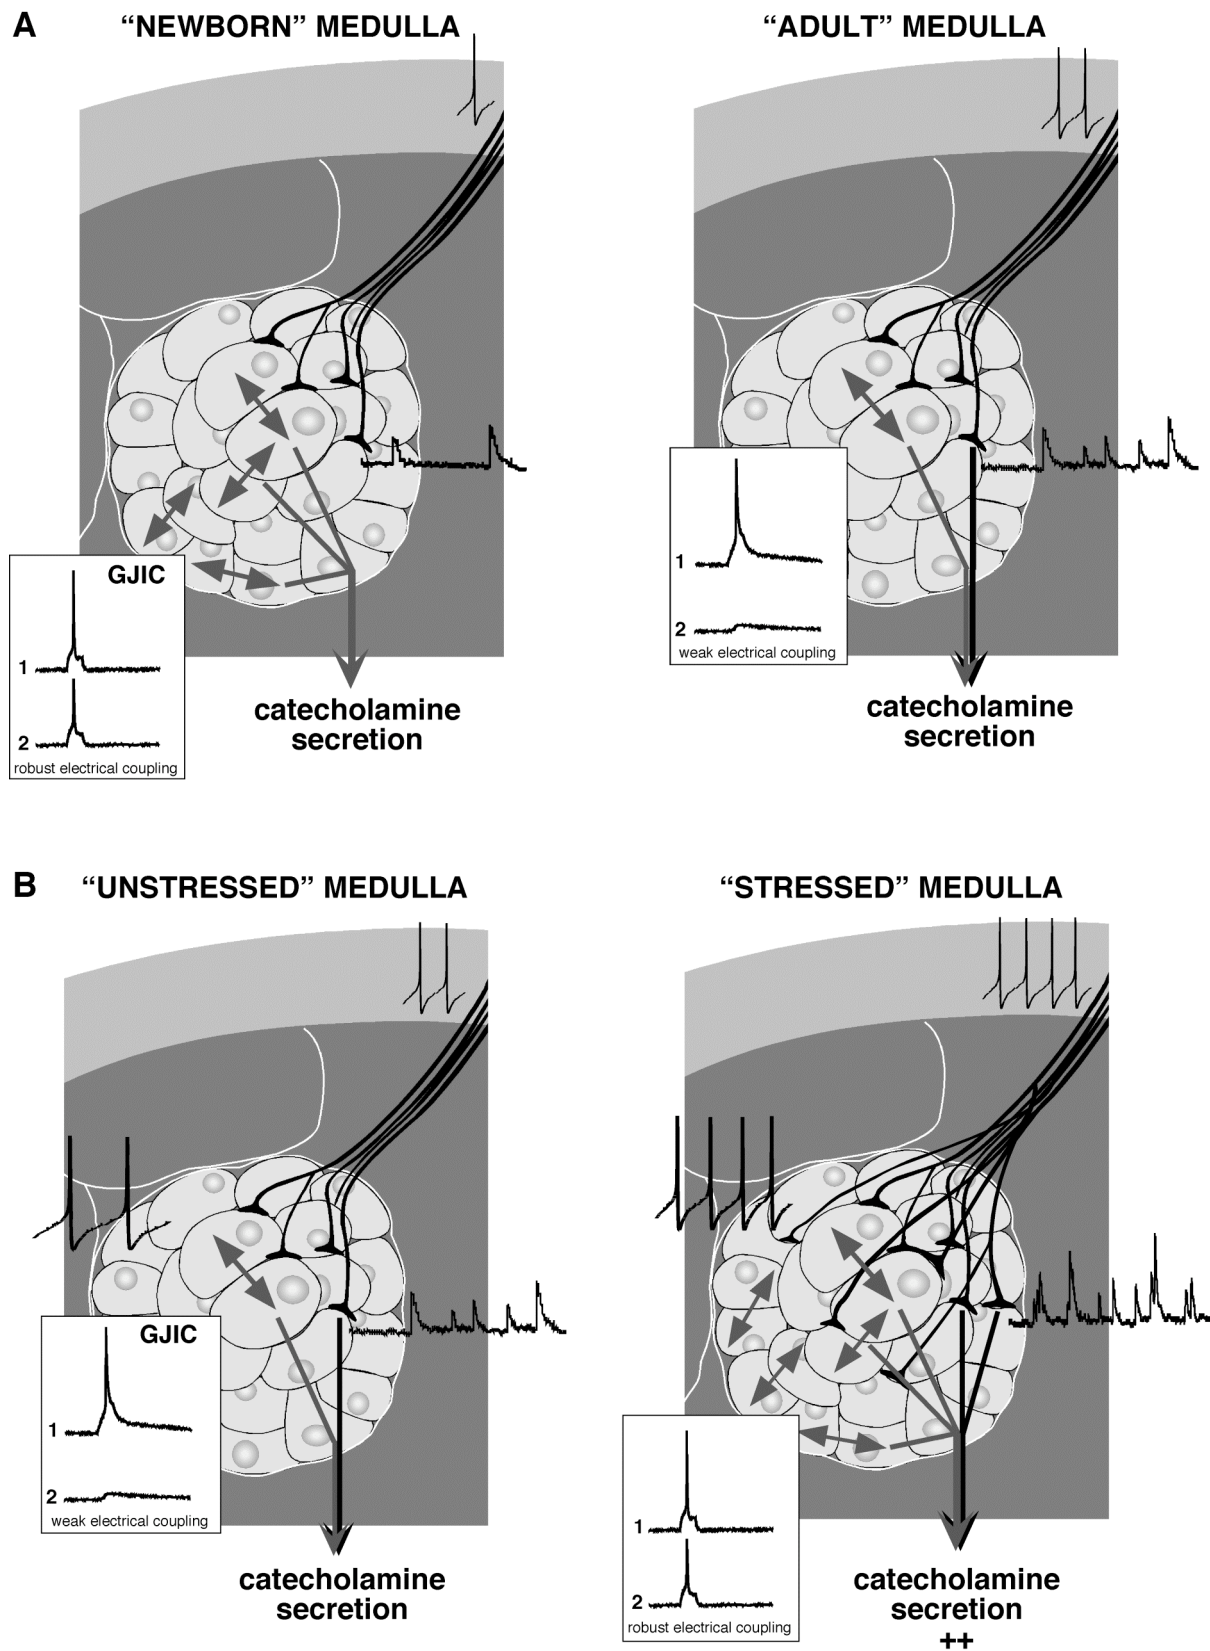 A
“NEWBORN” MEDULLA
“ADULT” MEDULLA
GJIC
1
2
robust electrical coupling
catecholamine
secretion
1
2
weak electrical coupling
catecholamine
secretion
B
“UNSTRESSED” MEDULLA
“STRESSED” MEDULLA
GJIC
1
2
weak electrical coupling
catecholamine
secretion
1
2
robust electrical coupling
catecholamine
secretion
++